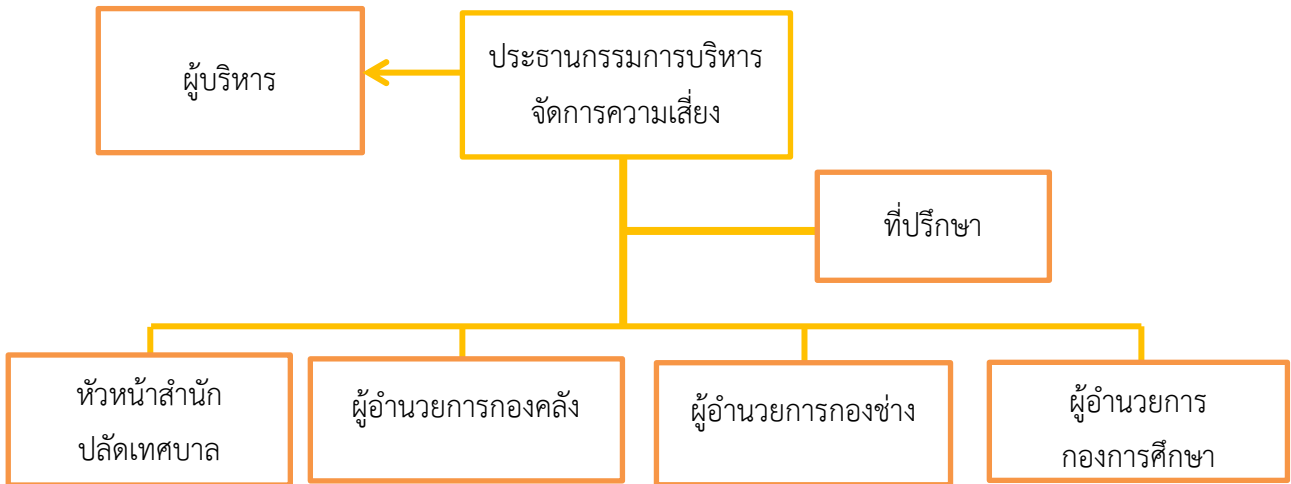 ผู้บริหาร
ประธานกรรมการบริหาร
จัดการความเสี่ยง
ที่ปรึกษา
หัวหน้าสำนัก
ปลัดเทศบาล
ผู้อำนวยการกองคลัง
ผู้อำนวยการกองช่าง
ผู้อำนวยการ
กองการศึกษา